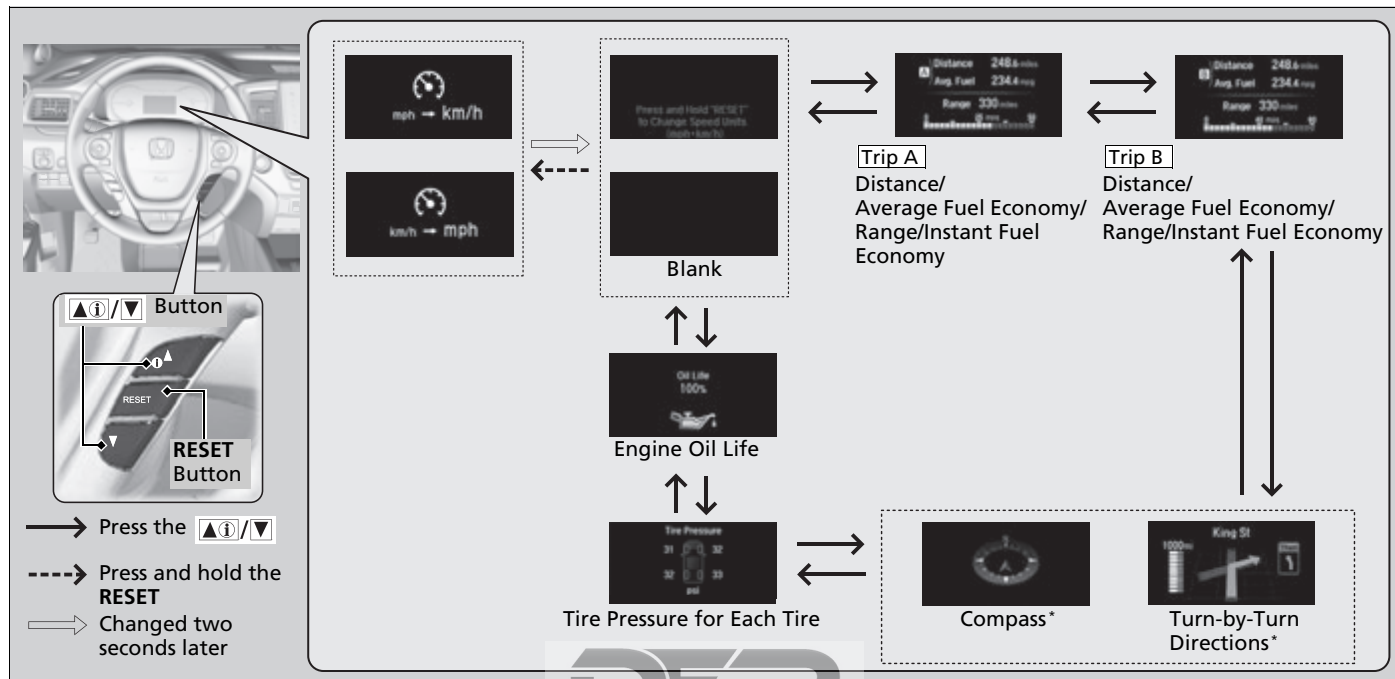 mph → km/h
km/h → mph
Press and Hold "RESET"
to Change Speed Units
(mph•km/h)
Blank
A Distance 248.6 miles
Avg. Fuel 234.4 mpg
Range 330 miles
Trip A
Distance/
Average Fuel Economy/
Range/Instant Fuel
Economy
B Distance 248.6 miles
Avg. Fuel 234.4 mpg
Range 330 miles
Trip B
Distance/
Average Fuel Economy/
Range/Instant Fuel Economy
▲ⓘ/▼ Button
RESET
RESET
Button
Press the ▲ⓘ/▼
Press and hold the
RESET
Changed two
seconds later
Oil Life
100%
Engine Oil Life
Tire Pressure
31 32
32 33
psi
Tire Pressure for Each Tire
Compass*
King St
1000
Turn-by-Turn
Directions*